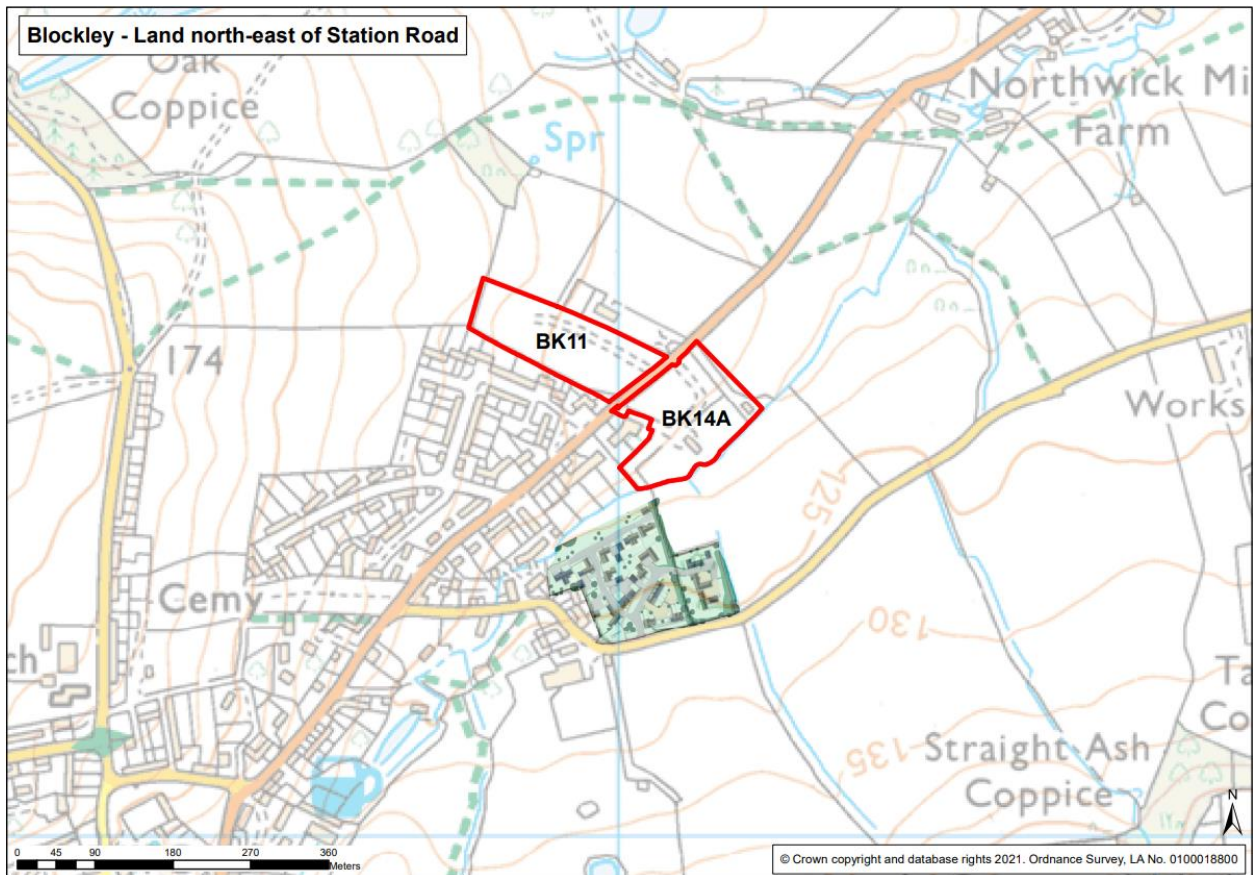 Blockley - Land north-east of Station Road
Oak
Coppice
Northwick Mi
Farm
Spr
174
BK11
BK14A
Works
125
Cemy
130
ch
135
Straight Ash
Coppice
Ta
Co
N
0 45 90 180 270 360
Meters
© Crown copyright and database rights 2021. Ordnance Survey, LA No. 0100018800